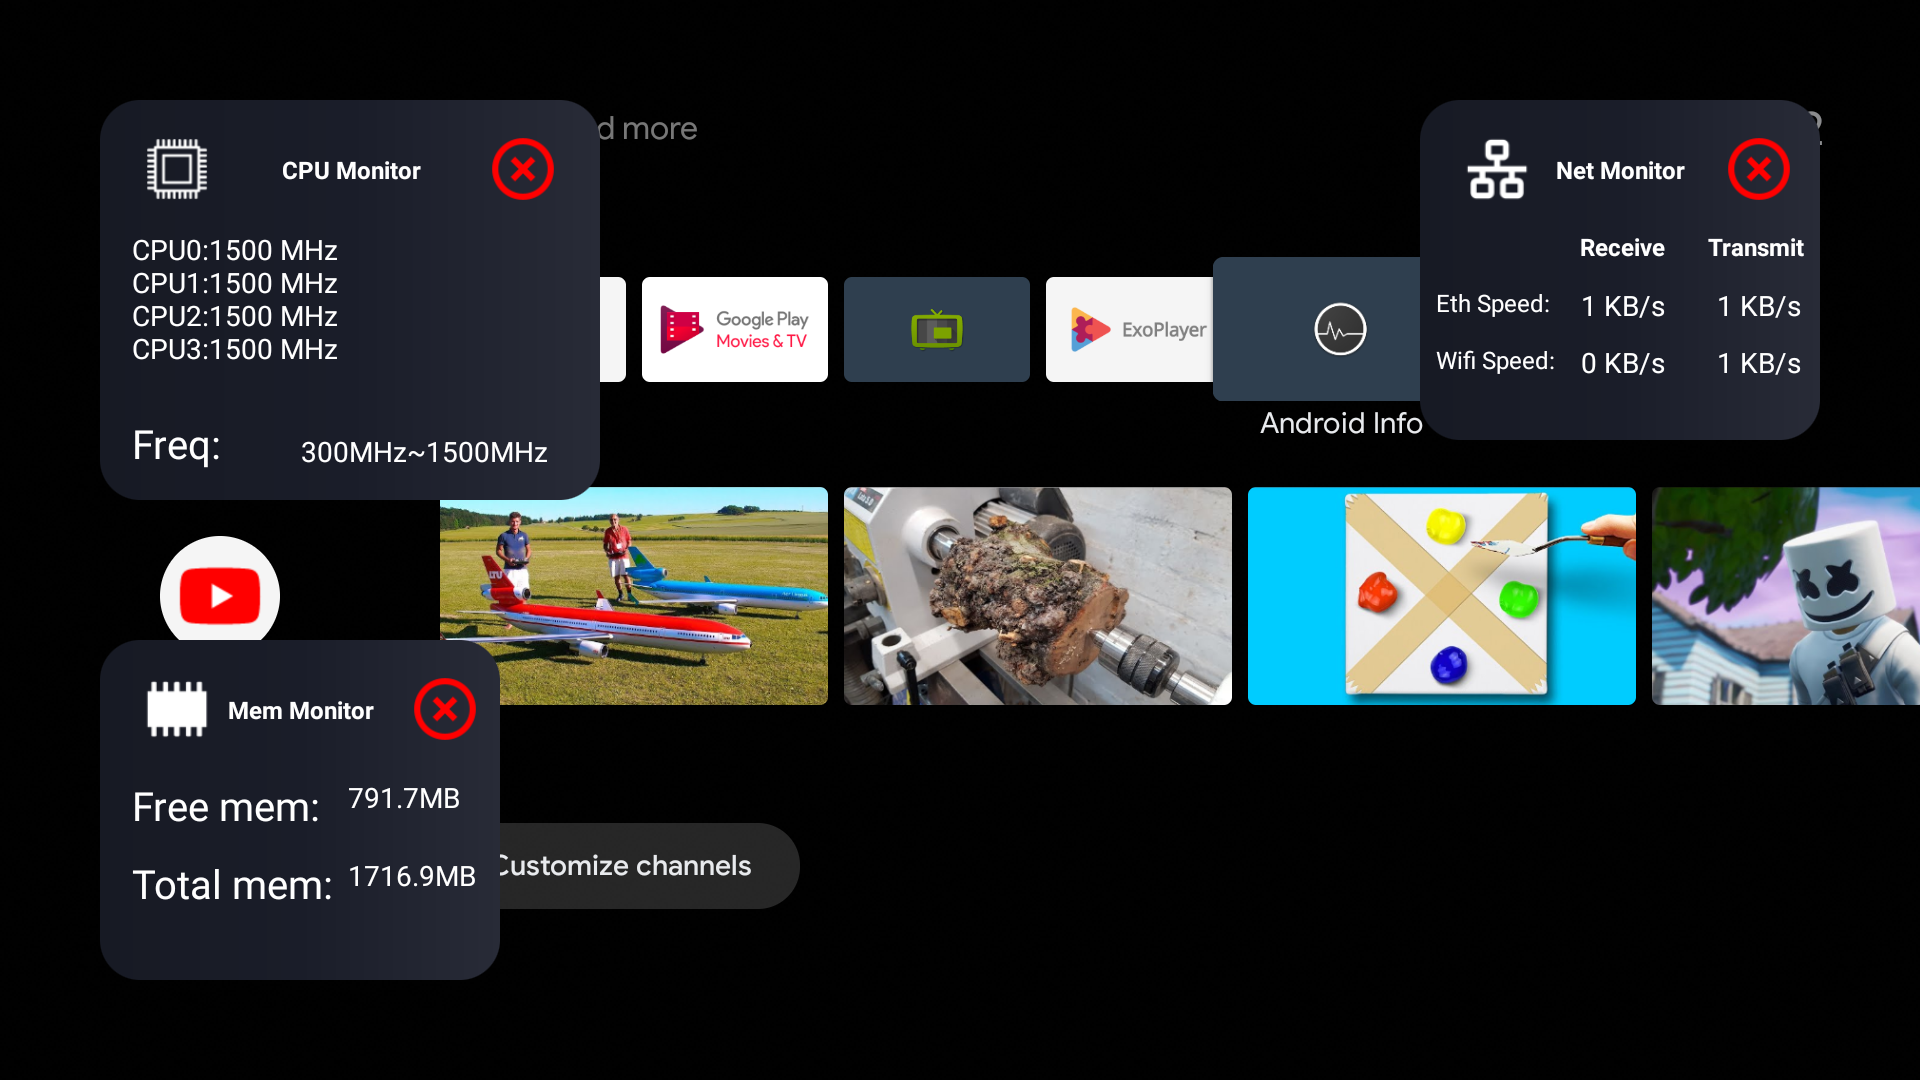 d more
CPU Monitor
CPU0:1500 MHz
CPU1:1500 MHz
CPU2:1500 MHz
CPU3:1500 MHz
Freq:
300MHz~1500MHz
Net Monitor
Receive Transmit
Eth Speed: 1 KB/s 1 KB/s
Wifi Speed: 0 KB/s 1 KB/s
Google Play
Movies & TV
ExoPlayer
Android Info
LTU
Mem Monitor
Free mem: 791.7MB
Total mem: 1716.9MB
Customize channels